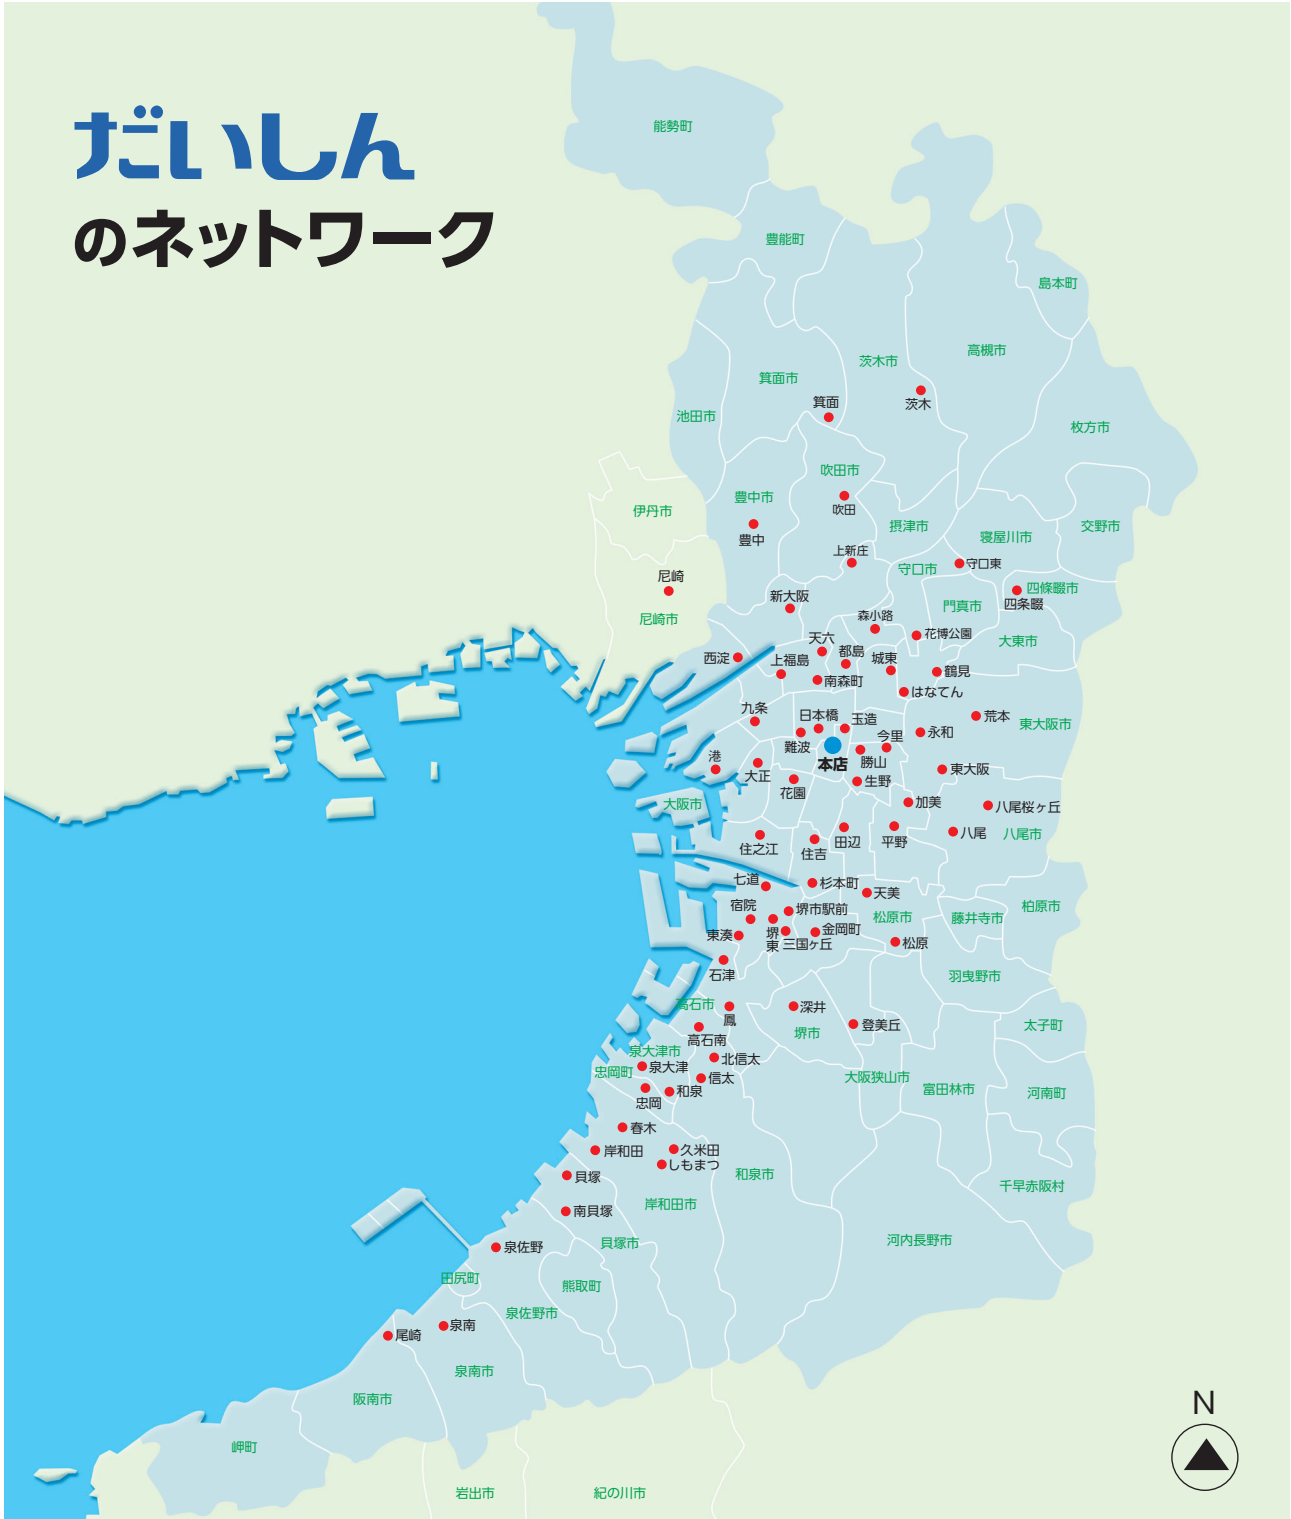 だいしん
のネットワーク
能勢町
豊能町
島本町
高槻市
茨木市
箕面市
箕面
茨木
池田市
枚方市
吹田市
豊中市
吹田
伊丹市
摂津市
交野市
寝屋川市
豊中
上新庄
守口市
守口東
尼崎
四條畷市
四条畷
新大阪
門真市
森小路
尼崎市
花博公園
天六
大東市
都島
西淀
上福島
城東
鶴見
南森町
はなてん
九条
日本橋
玉造
荒本
東大阪市
今里
永和
難波
港
本店
勝山
大正
東大阪
生野
花園
大阪市
加美
八尾桜ヶ丘
八尾
八尾市
住之江
住吉
田辺
平野
七道
杉本町
天美
宿院
堺市駅前
松原市
藤井寺市
柏原市
東湊
堺東
三国ヶ丘
金岡町
松原
石津
羽曳野市
高石市
鳳
深井
登美丘
太子町
堺市
高石南
泉大津市
北信太
忠岡町
泉大津
信太
大阪狭山市
富田林市
河南町
忠岡
和泉
春木
岸和田
久米田
しもまつ
和泉市
貝塚
千早赤阪村
岸和田市
南貝塚
泉佐野
貝塚市
河内長野市
田尻町
熊取町
泉佐野市
泉南
尾崎
泉南市
阪南市
岬町
岩出市
紀の川市
N